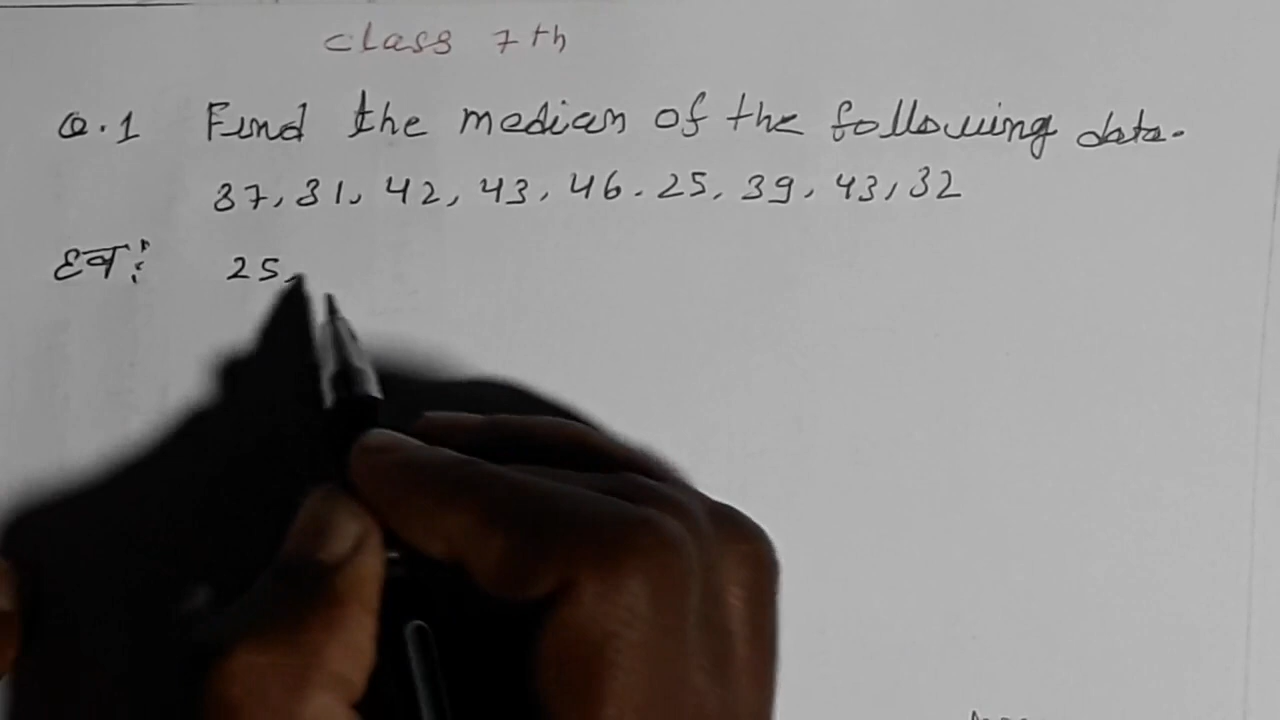 class 7th
Q.1 Find the median of the following data.
37, 31, 42, 43, 46. 25, 39, 43, 32
हल:
25,